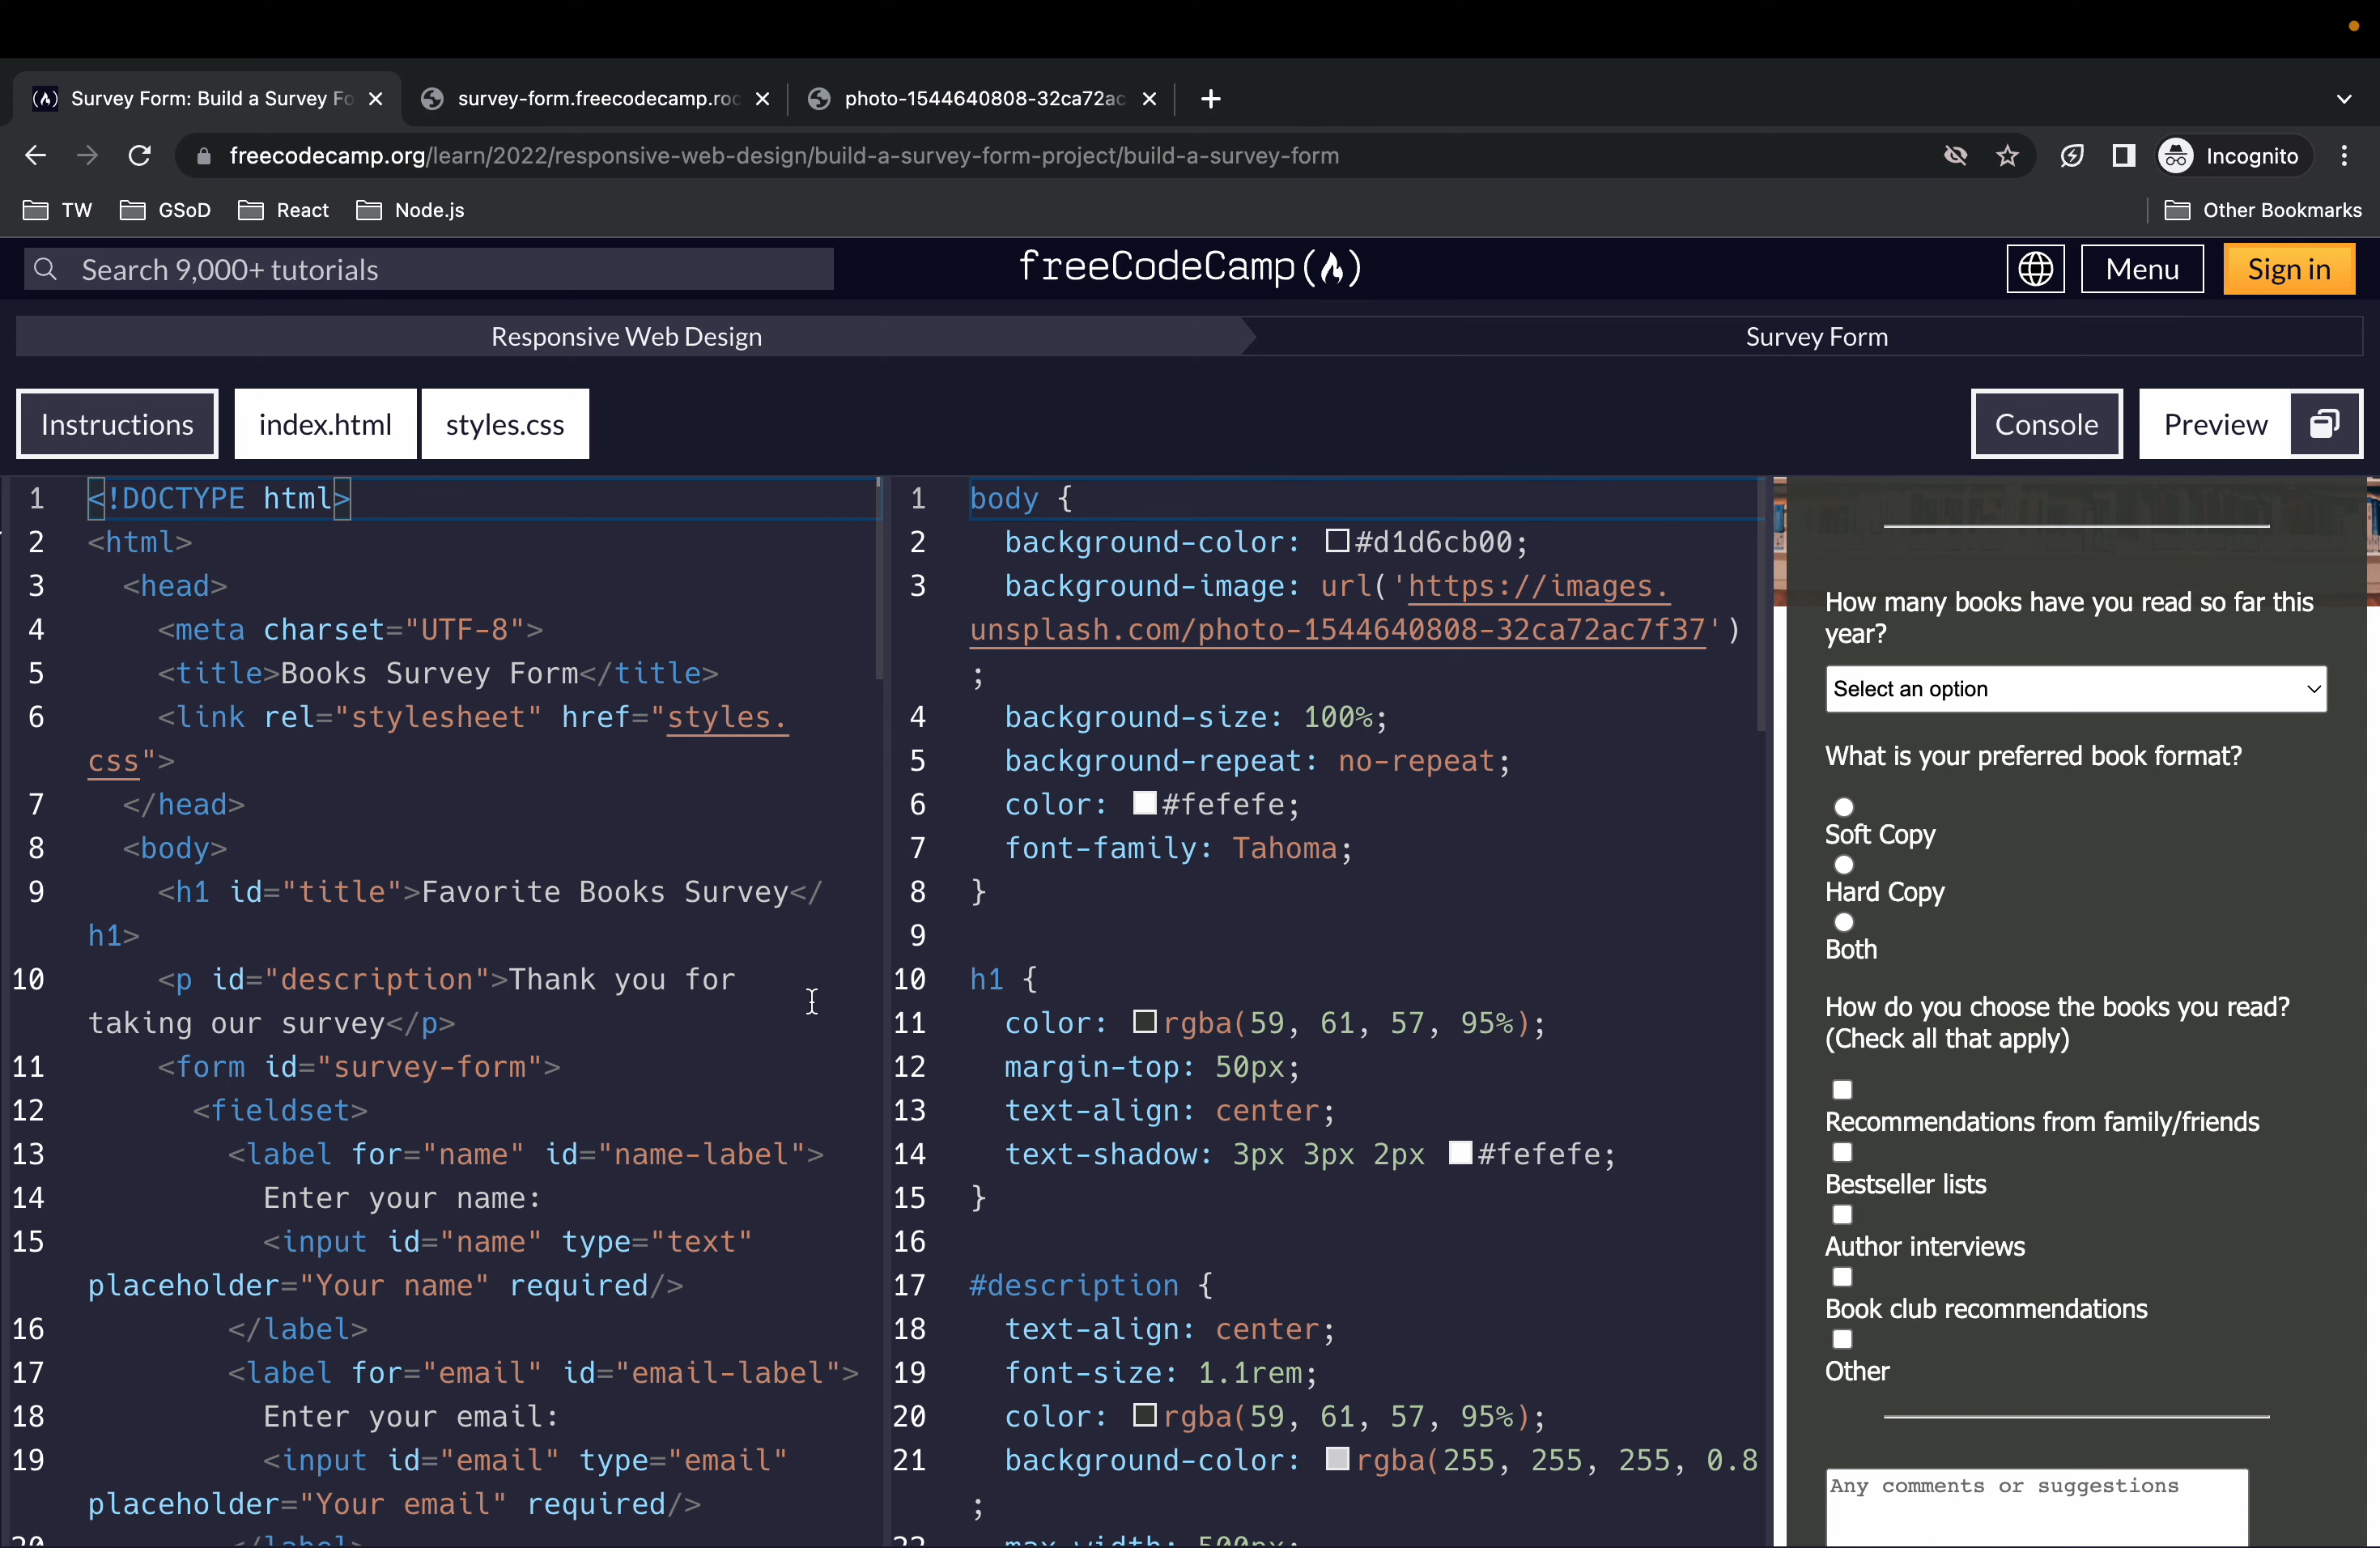 Survey Form: Build a Survey Fo
survey-form.freecodecamp.roc
photo-1544640808-32ca72ac
freecodecamp.org/learn/2022/responsive-web-design/build-a-survey-form-project/build-a-survey-form
Incognito
TW
GSoD
React
Node.js
Other Bookmarks
Search 9,000+ tutorials
freeCodeCamp
Menu
Sign in
Responsive Web Design
Survey Form
Instructions
index.html
styles.css
Console
Preview
1 <!DOCTYPE html>
2 <html>
3 <head>
4 <meta charset="UTF-8">
5 <title>Books Survey Form</title>
6 <link rel="stylesheet" href="styles.
css">
7 </head>
8 <body>
9 <h1 id="title">Favorite Books Survey</
h1>
10 <p id="description">Thank you for
taking our survey</p>
11 <form id="survey-form">
12 <fieldset>
13 <label for="name" id="name-label">
14 Enter your name:
15 <input id="name" type="text"
placeholder="Your name" required/>
16 </label>
17 <label for="email" id="email-label">
18 Enter your email:
19 <input id="email" type="email"
placeholder="Your email" required/>
20 </label>
1 body {
2 background-color: #d1d6cb00;
3 background-image: url('https://images.
unsplash.com/photo-1544640808-32ca72ac7f37')
;
4 background-size: 100%;
5 background-repeat: no-repeat;
6 color: #fefefe;
7 font-family: Tahoma;
8 }
9
10 h1 {
11 color: rgba(59, 61, 57, 95%);
12 margin-top: 50px;
13 text-align: center;
14 text-shadow: 3px 3px 2px #fefefe;
15 }
16
17 #description {
18 text-align: center;
19 font-size: 1.1rem;
20 color: rgba(59, 61, 57, 95%);
21 background-color: rgba(255, 255, 255, 0.8
;
22 max-width: 500px;
How many books have you read so far this
year?
Select an option
What is your preferred book format?
Soft Copy
Hard Copy
Both
How do you choose the books you read?
(Check all that apply)
Recommendations from family/friends
Bestseller lists
Author interviews
Book club recommendations
Other
Any comments or suggestions